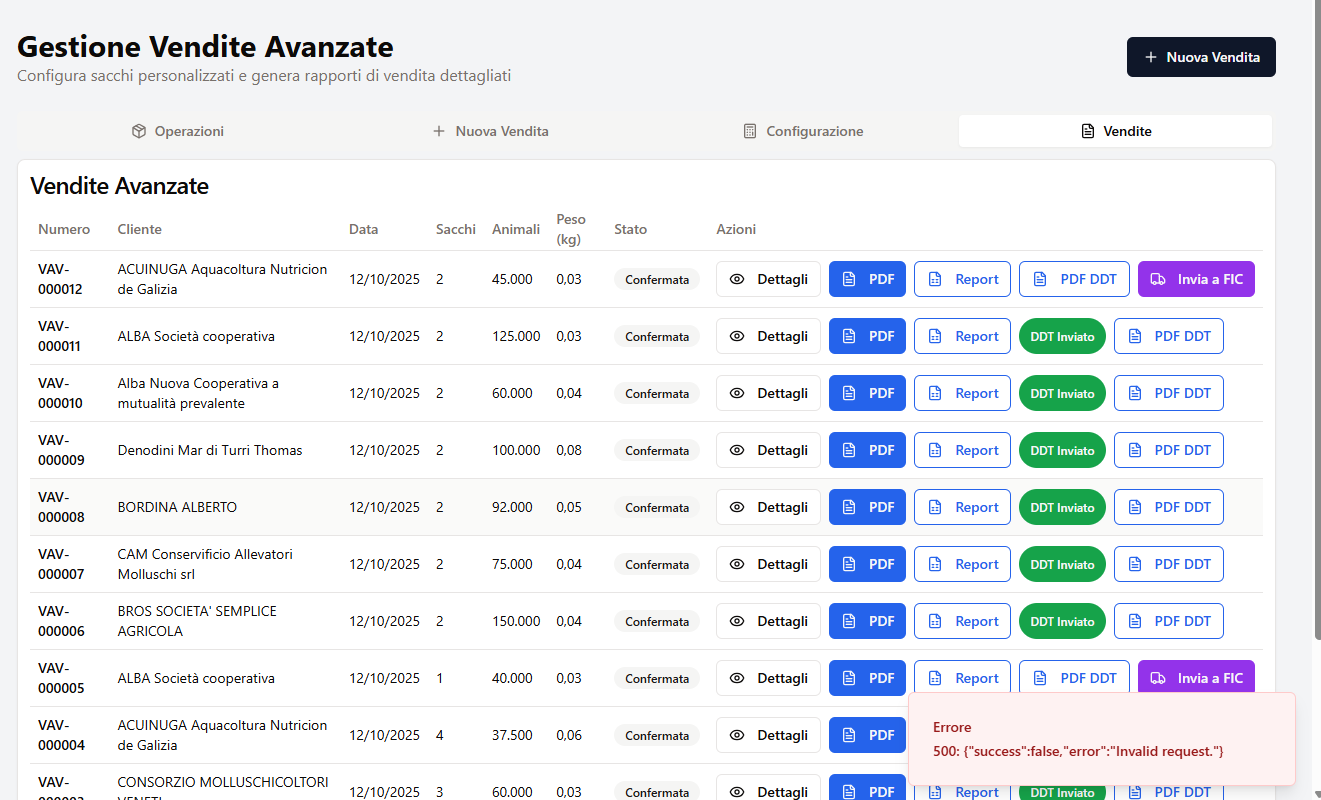 Gestione Vendite Avanzate
Configura sacchi personalizzati e genera rapporti di vendita dettagliati
Nuova Vendita
Operazioni
Nuova Vendita
Configurazione
Vendite
Vendite Avanzate
Numero Cliente Data Sacchi Animali Peso (kg) Stato Azioni
VAV-000012 ACUINUGA Aquacoltura Nutricion de Galizia 12/10/2025 2 45.000 0,03 Confermata Dettagli PDF Report PDF DDT Invia a FIC
VAV-000011 ALBA Società cooperativa 12/10/2025 2 125.000 0,03 Confermata Dettagli PDF Report DDT Inviato PDF DDT
VAV-000010 Alba Nuova Cooperativa a mutualità prevalente 12/10/2025 2 60.000 0,04 Confermata Dettagli PDF Report DDT Inviato PDF DDT
VAV-000009 Denodini Mar di Turri Thomas 12/10/2025 2 100.000 0,08 Confermata Dettagli PDF Report DDT Inviato PDF DDT
VAV-000008 BORDINA ALBERTO 12/10/2025 2 92.000 0,05 Confermata Dettagli PDF Report DDT Inviato PDF DDT
VAV-000007 CAM Conservificio Allevatori Molluschi srl 12/10/2025 2 75.000 0,04 Confermata Dettagli PDF Report DDT Inviato PDF DDT
VAV-000006 BROS SOCIETA' SEMPLICE AGRICOLA 12/10/2025 2 150.000 0,04 Confermata Dettagli PDF Report DDT Inviato PDF DDT
VAV-000005 ALBA Società cooperativa 12/10/2025 1 40.000 0,03 Confermata Dettagli PDF Report PDF DDT Invia a FIC
VAV-000004 ACUINUGA Aquacoltura Nutricion de Galizia 12/10/2025 4 37.500 0,06 Confermata Dettagli PDF
Errore
500: {"success":false,"error":"Invalid request."}
VAV- CONSORZIO MOLLUSCHICOLTORI 12/10/2025 3 60.000 0,03 Confermata Dettagli PDF Report DDT Inviato PDF DDT